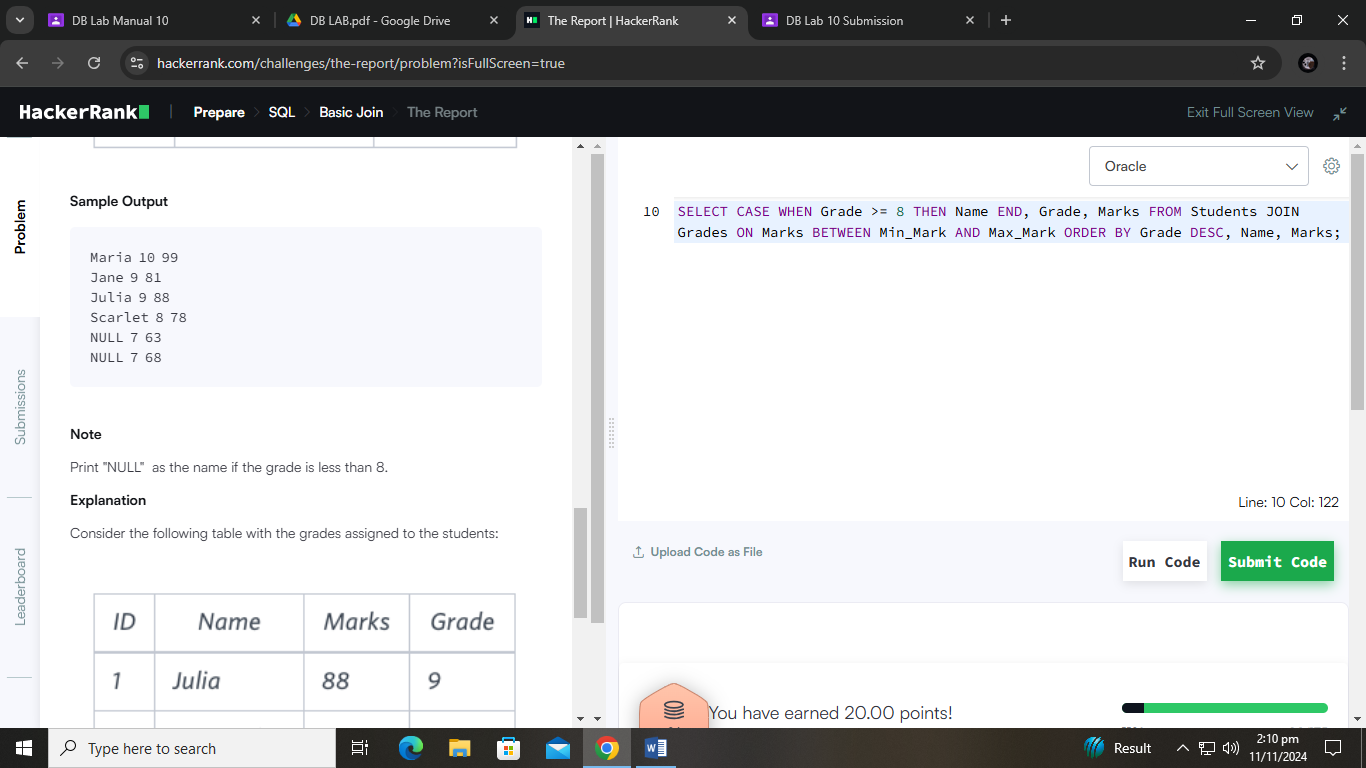 DB Lab Manual 10
DB LAB.pdf - Google Drive
The Report | HackerRank
DB Lab 10 Submission
hackerrank.com/challenges/the-report/problem?isFullScreen=true
HackerRank
Prepare
SQL
Basic Join
The Report
Exit Full Screen View
Problem
Submissions
Leaderboard
Sample Output
Maria 10 99
Jane 9 81
Julia 9 88
Scarlet 8 78
NULL 7 63
NULL 7 68
Note
Print "NULL"  as the name if the grade is less than 8.
Explanation
Consider the following table with the grades assigned to the students:
ID Name Marks Grade
1 Julia 88 9
Oracle
10 SELECT CASE WHEN Grade >= 8 THEN Name END, Grade, Marks FROM Students JOIN
Grades ON Marks BETWEEN Min_Mark AND Max_Mark ORDER BY Grade DESC, Name, Marks;
Line: 10 Col: 122
Upload Code as File
Run Code
Submit Code
You have earned 20.00 points!
Type here to search
Result
2:10 pm
11/11/2024